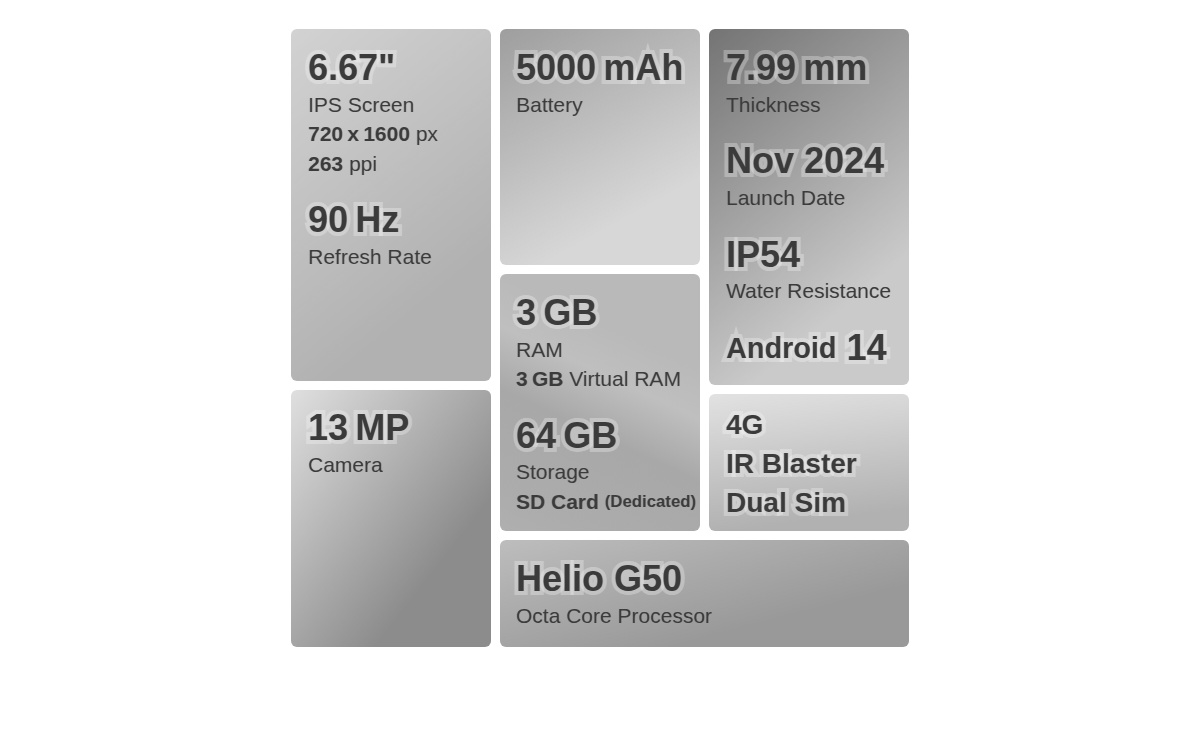 6.67"
IPS Screen
720 x 1600 px
263 ppi
90 Hz
Refresh Rate
5000 mAh
Battery
7.99 mm
Thickness
Nov 2024
Launch Date
IP54
Water Resistance
Android 14
3 GB
RAM
3 GB Virtual RAM
64 GB
Storage
SD Card (Dedicated)
13 MP
Camera
4G
IR Blaster
Dual Sim
Helio G50
Octa Core Processor